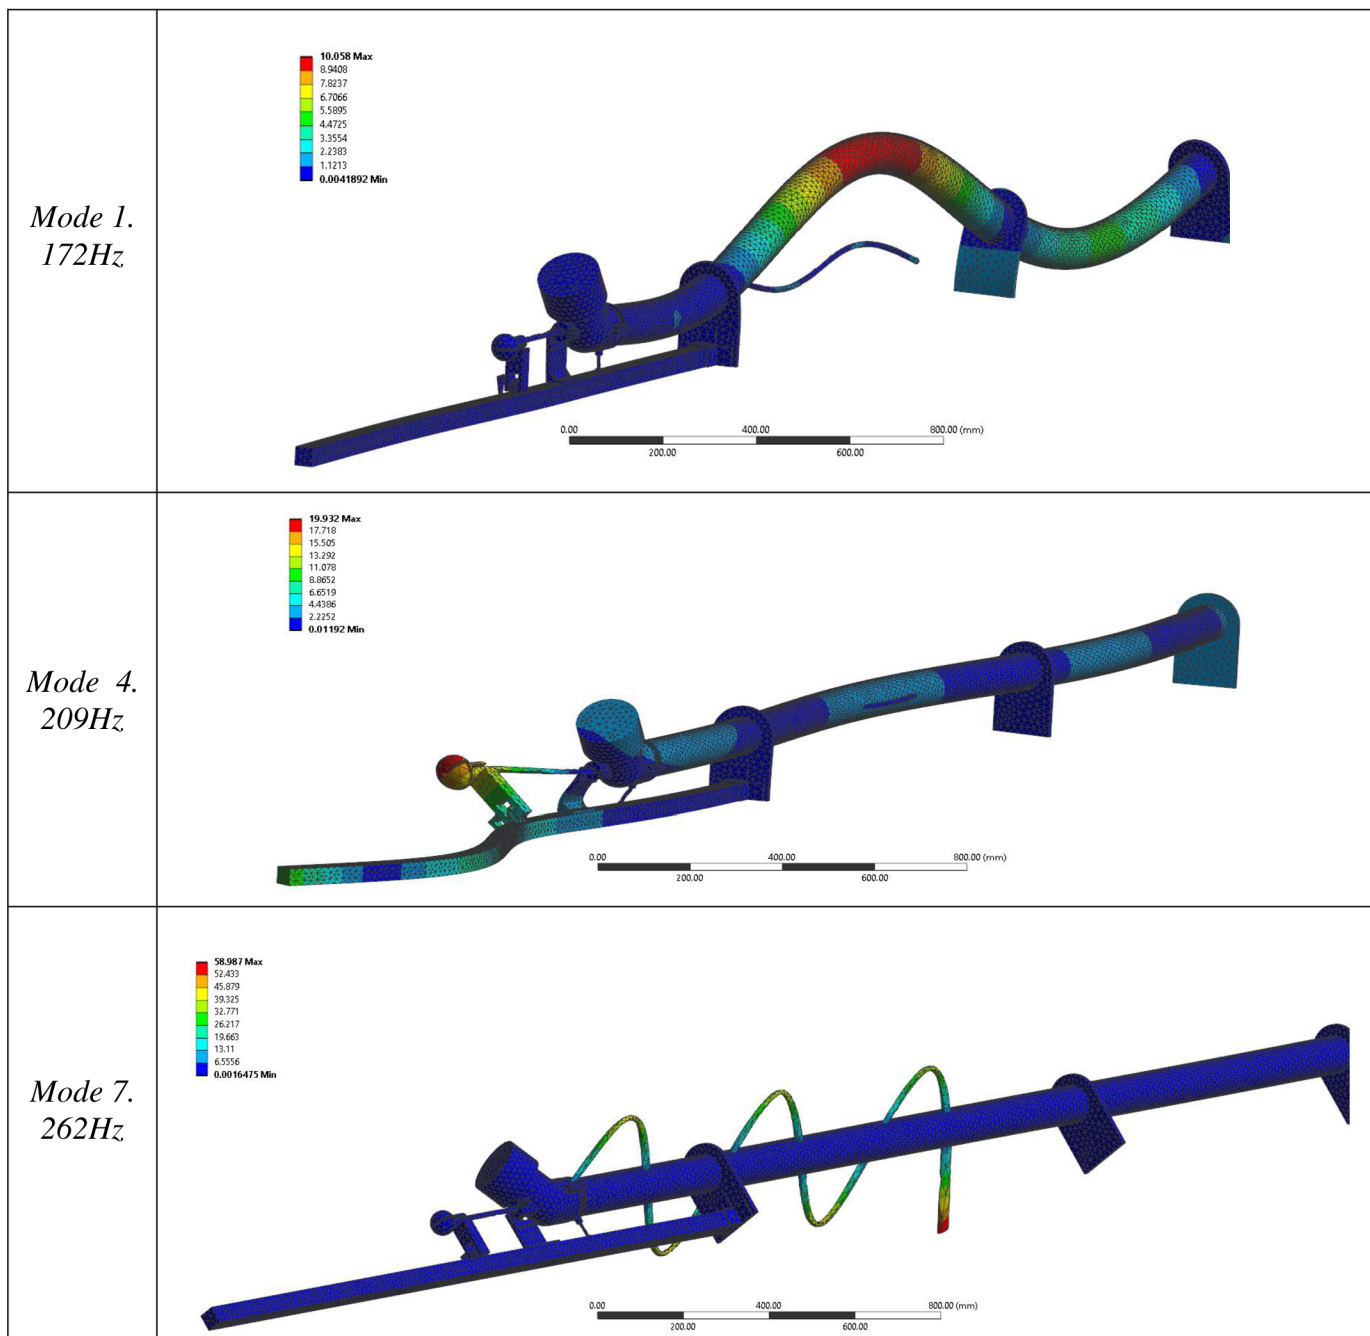 Mode 1.
172Hz
10.058 Max
8.9408
7.8237
6.7066
5.5895
4.4725
3.3554
2.2383
1.1213
0.0041892 Min
0.00 400.00 800.00 (mm)
200.00 600.00
Mode 4.
209Hz
19.932 Max
17.718
15.505
13.292
11.078
8.8652
6.6519
4.4386
2.2252
0.01192 Min
0.00 400.00 800.00 (mm)
200.00 600.00
Mode 7.
262Hz
58.987 Max
52.433
45.879
39.325
32.771
26.217
19.663
13.11
6.5556
0.0016475 Min
0.00 400.00 800.00 (mm)
200.00 600.00